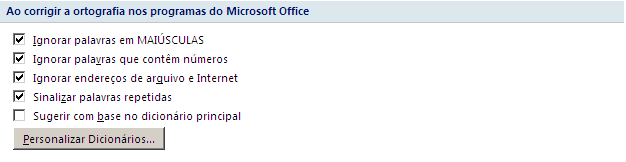 Ao corrigir a ortografia nos programas do Microsoft Office
Ignorar palavras em MAIÚSCULAS
Ignorar palavras que contêm números
Ignorar endereços de arquivo e Internet
Sinalizar palavras repetidas
Sugerir com base no dicionário principal
Personalizar Dicionários...